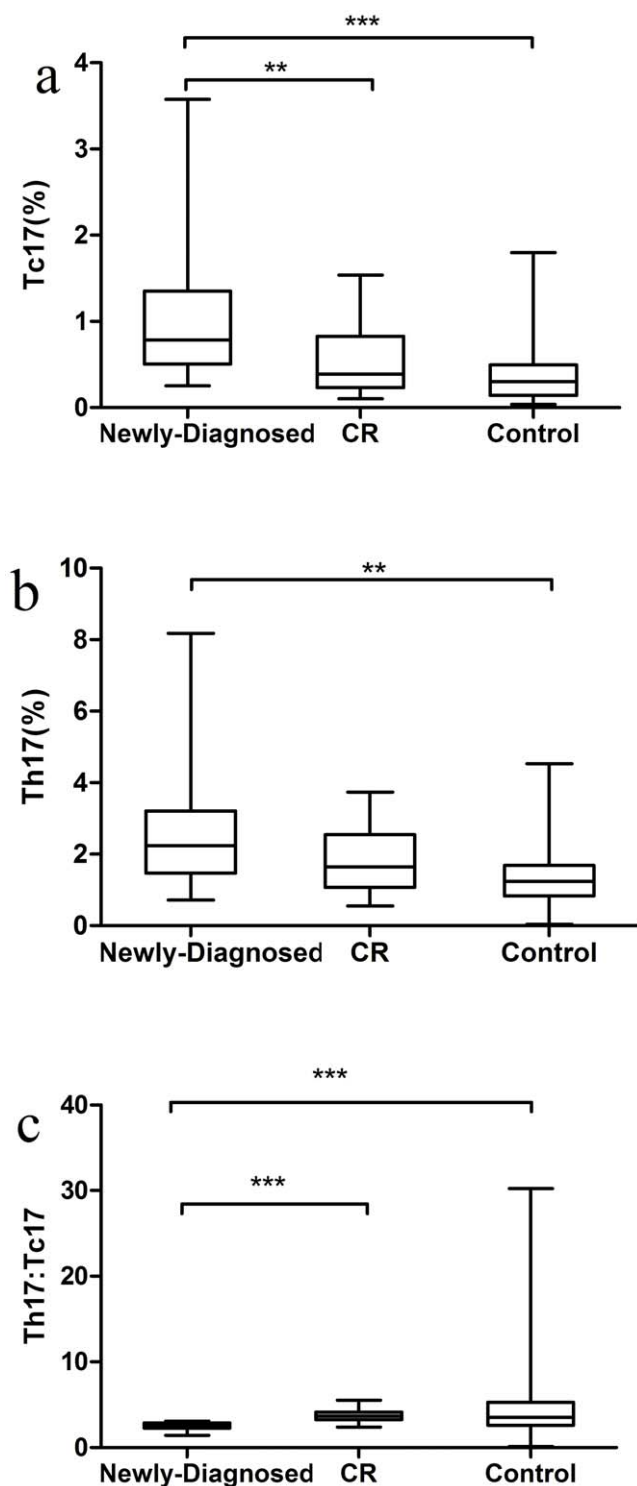 a
***
**
Tc17(%)
4
3
2
1
0
Newly-Diagnosed CR Control
b
**
Th17(%)
10
8
6
4
2
0
Newly-Diagnosed CR Control
c
***
***
Th17:Tc17
40
30
20
10
0
Newly-Diagnosed CR Control